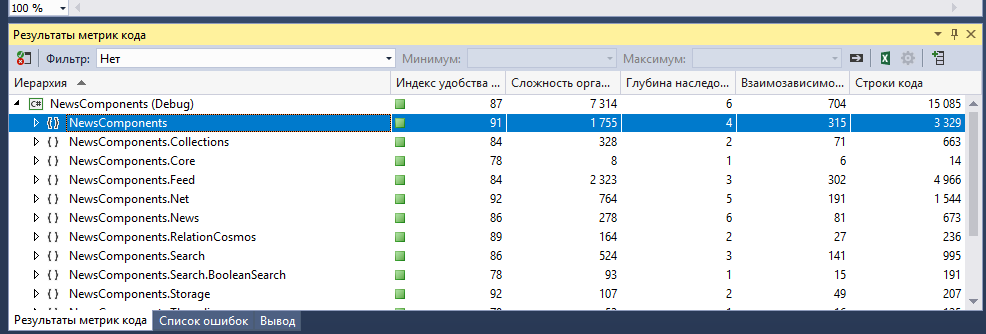 100 %
Результаты метрик кода
Фильтр: Нет Минимум: Максимум:
Иерархия Индекс удобства ... Сложность орга... Глубина наследо... Взаимозависимо... Строки кода
C# NewsComponents (Debug) 87 7 314 6 704 15 085
{} NewsComponents 91 1 755 4 315 3 329
{} NewsComponents.Collections 84 328 2 71 663
{} NewsComponents.Core 78 8 1 6 14
{} NewsComponents.Feed 84 2 323 3 302 4 966
{} NewsComponents.Net 92 764 5 191 1 544
{} NewsComponents.News 86 278 6 81 673
{} NewsComponents.RelationCosmos 89 164 2 27 236
{} NewsComponents.Search 86 524 3 141 995
{} NewsComponents.Search.BooleanSearch 78 93 1 15 191
{} NewsComponents.Storage 92 107 2 49 207
Результаты метрик кода Список ошибок Вывод